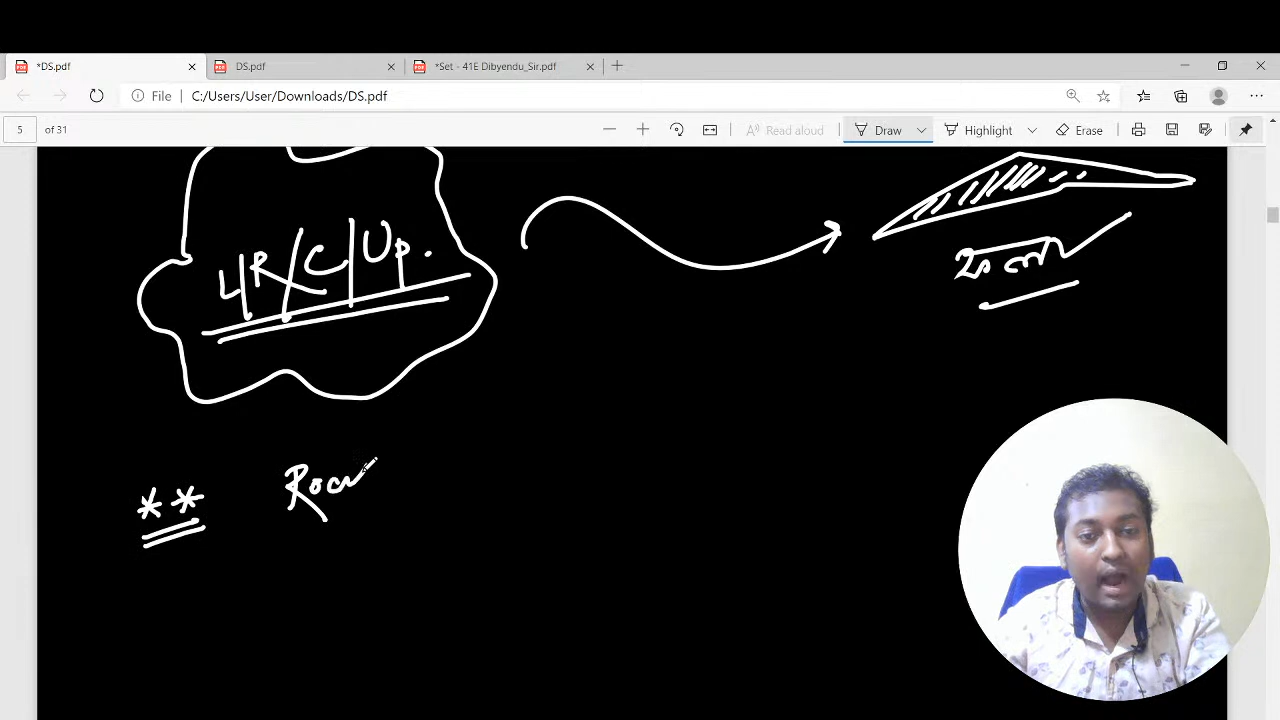 *DS.pdf
DS.pdf
*Set - 41E Dibyendu_Sir.pdf
File
C:/Users/User/Downloads/DS.pdf
5 of 31
Read aloud
Draw
Highlight
Erase
4R/C/Up.
**